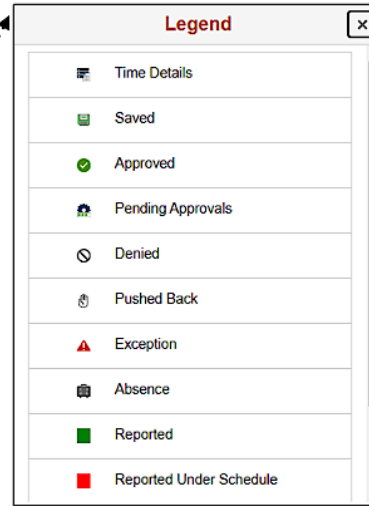 Legend
Time Details
Saved
Approved
Pending Approvals
Denied
Pushed Back
Exception
Absence
Reported
Reported Under Schedule